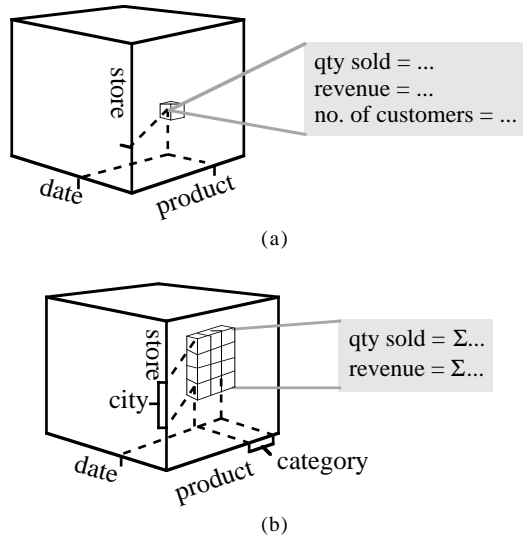 store
qty sold = ...
revenue = ...
no. of customers = ...
date
product
(a)
store
qty sold = Σ...
revenue = Σ...
city
date
product
category
(b)